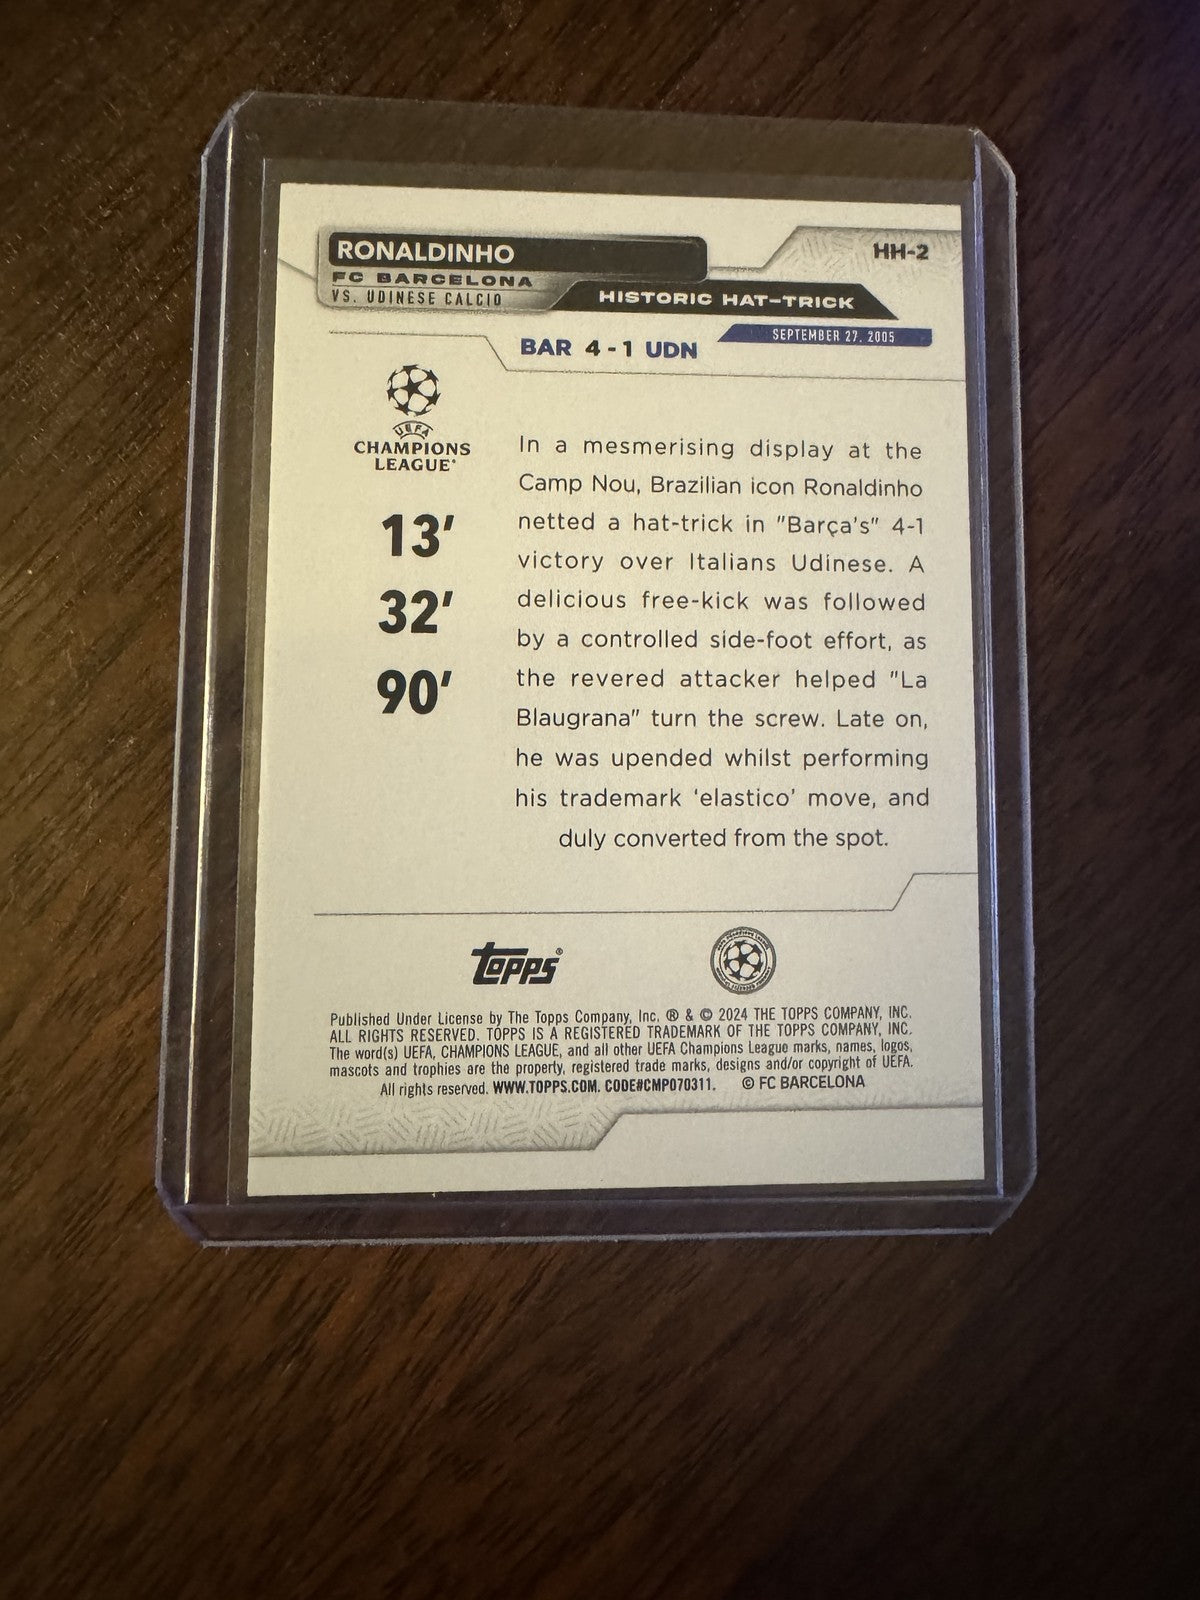 RONALDINHO
HH-2
FC BARCELONA
VS. UDINESE CALCIO
HISTORIC HAT-TRICK
SEPTEMBER 27, 2005
BAR 4-1 UDN
UEFA
CHAMPIONS
LEAGUE
13'
32'
90'
In a mesmerising display at the
Camp Nou, Brazilian icon Ronaldinho
netted a hat-trick in "Barça's" 4-1
victory over Italians Udinese. A
delicious free-kick was followed
by a controlled side-foot effort, as
the revered attacker helped "La
Blaugrana" turn the screw. Late on,
he was upended whilst performing
his trademark 'elastico' move, and
duly converted from the spot.
Topps®
Published Under License by The Topps Company, Inc. ® & © 2024 THE TOPPS COMPANY, INC.
ALL RIGHTS RESERVED. TOPPS IS A REGISTERED TRADEMARK OF THE TOPPS COMPANY, INC.
The word(s) UEFA, CHAMPIONS LEAGUE, and all other UEFA Champions League marks, names, logos,
mascots and trophies are the property, registered trade marks, designs and/or copyright of UEFA.
All rights reserved. WWW.TOPPS.COM. CODE#CMP070311. © FC BARCELONA